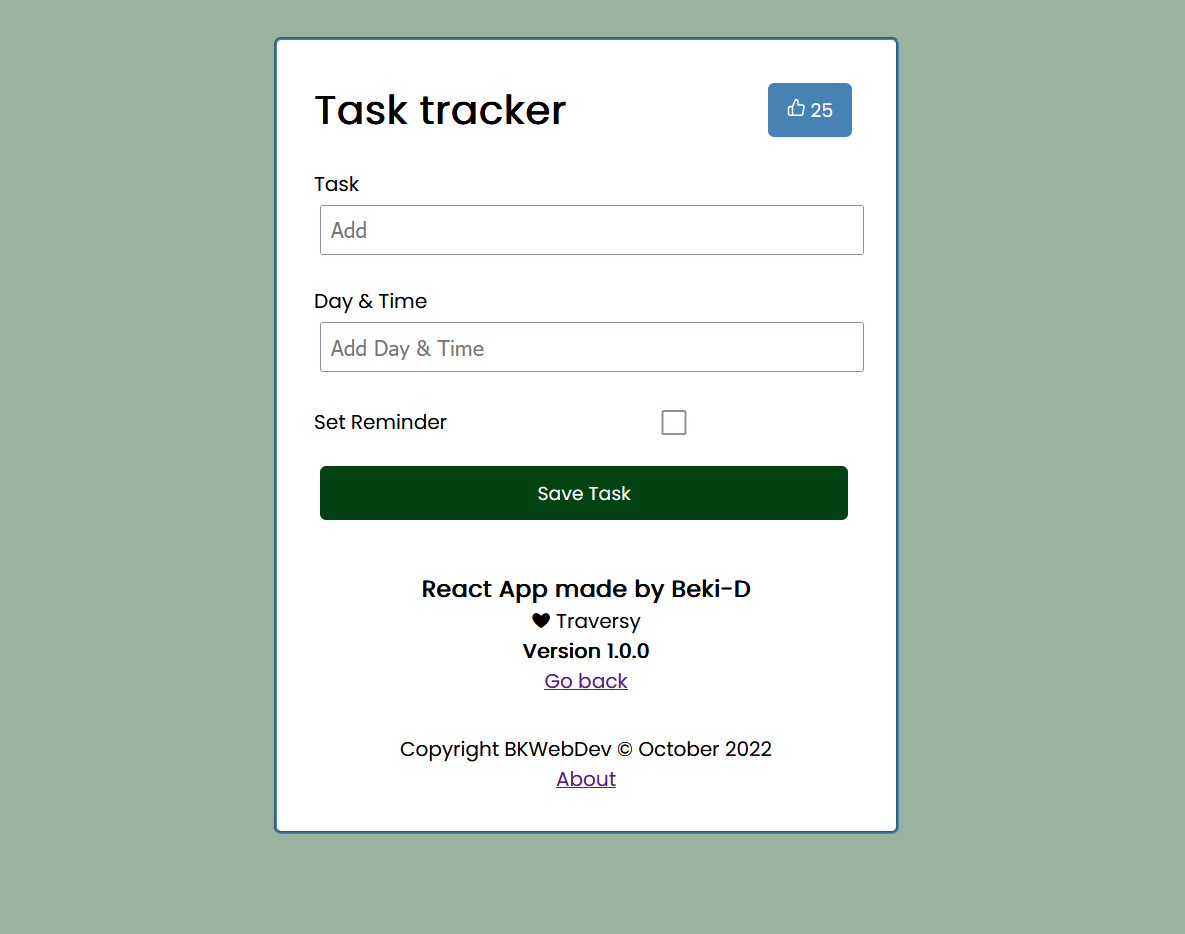 Task tracker
25
Task
Add
Day & Time
Add Day & Time
Set Reminder
Save Task
React App made by Beki-D
Traversy
Version 1.0.0
Go back
Copyright BKWebDev © October 2022
About